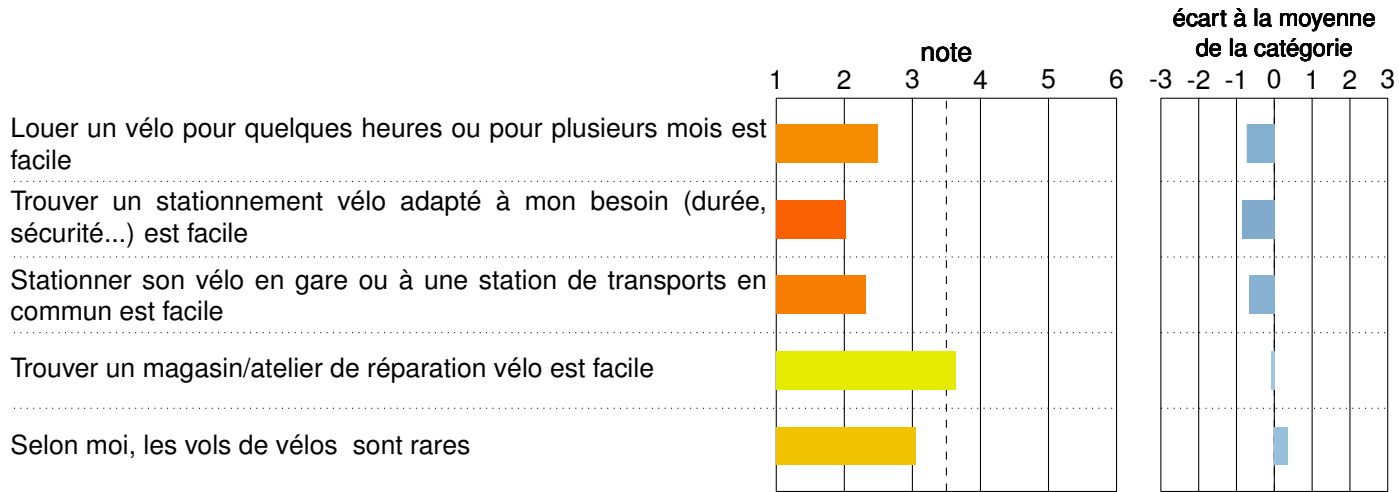 écart à la moyenne
de la catégorie
note
1 2 3 4 5 6
-3 -2 -1 0 1 2 3
Louer un vélo pour quelques heures ou pour plusieurs mois est
facile
Trouver un stationnement vélo adapté à mon besoin (durée,
sécurité...) est facile
Stationner son vélo en gare ou à une station de transports en
commun est facile
Trouver un magasin/atelier de réparation vélo est facile
Selon moi, les vols de vélos sont rares